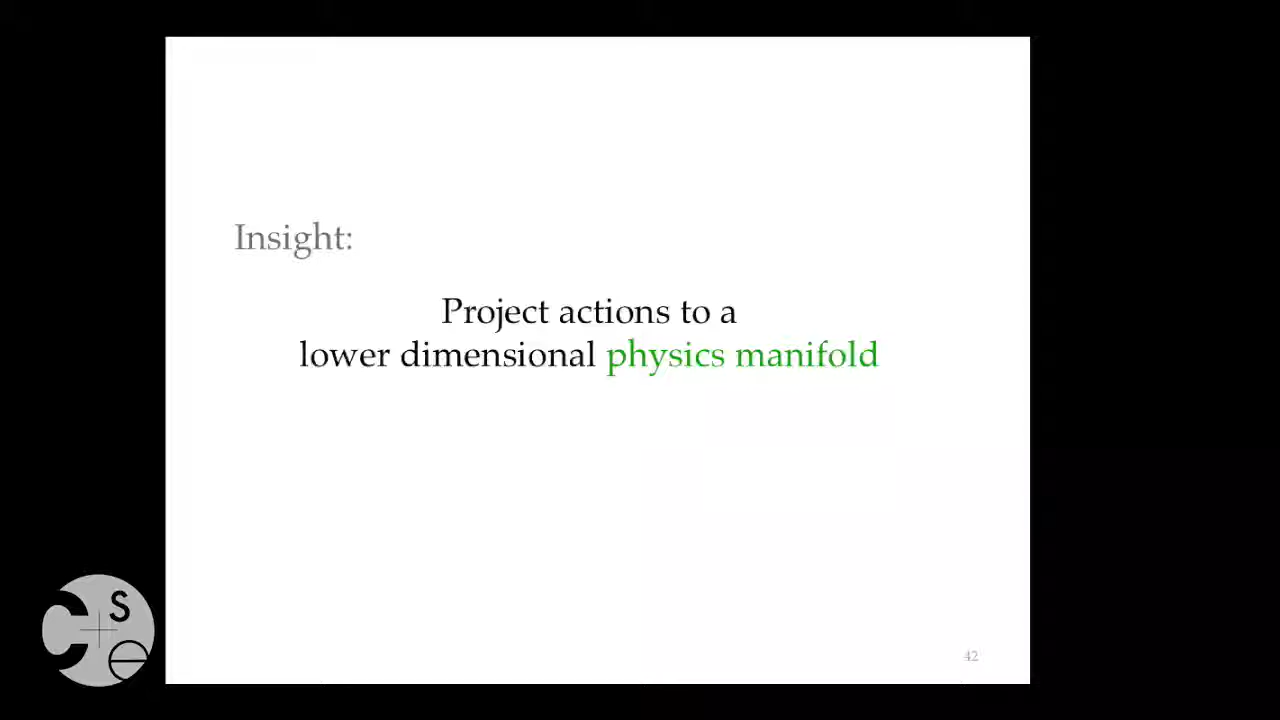 Insight:
Project actions to a
lower dimensional physics manifold
42
C S e